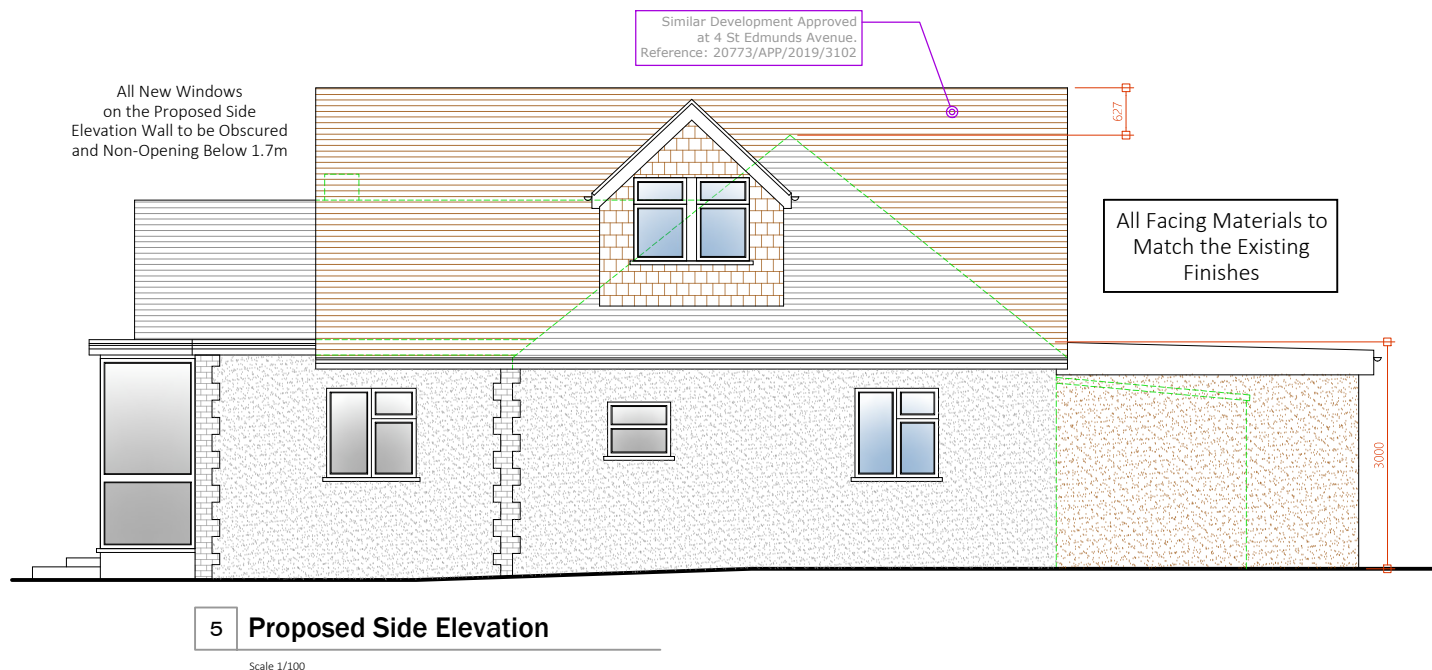 Similar Development Approved
at 4 St Edmunds Avenue.
Reference: 20773/APP/2019/3102
All New Windows
on the Proposed Side
Elevation Wall to be Obscured
and Non-Opening Below 1.7m
627
All Facing Materials to
Match the Existing
Finishes
3000
5 Proposed Side Elevation
Scale 1/100